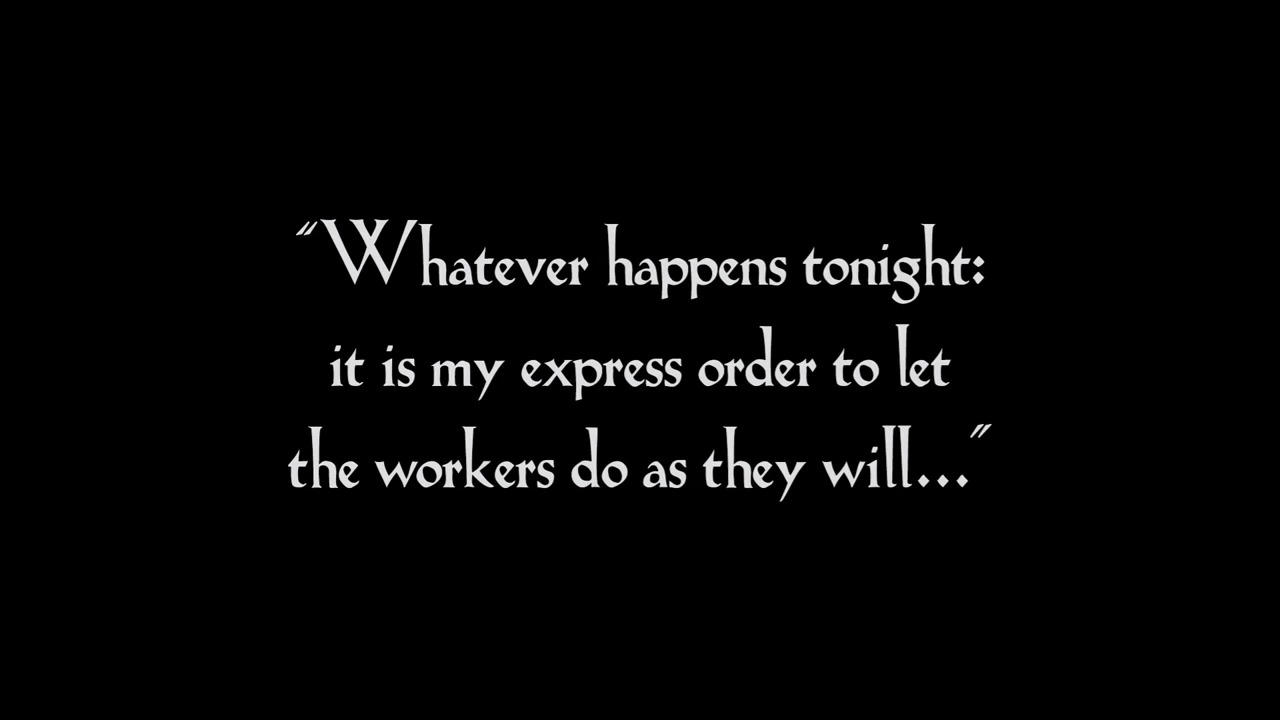 “Whatever happens tonight:
it is my express order to let
the workers do as they will...”